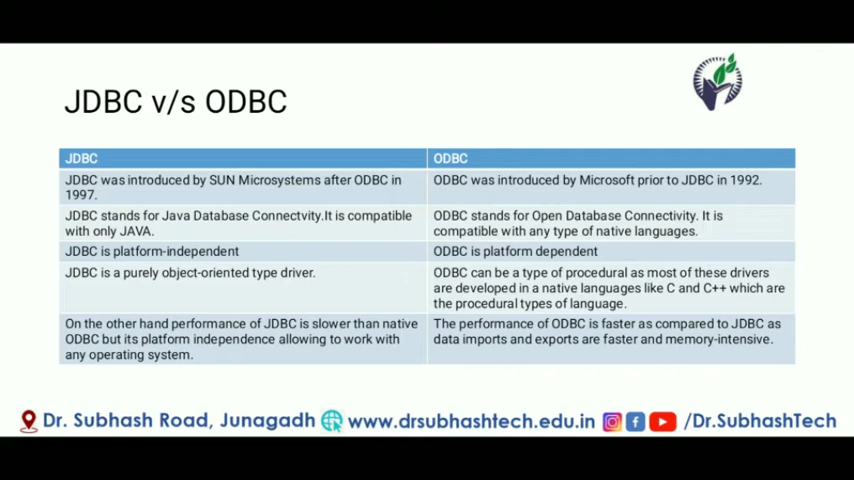 JDBC v/s ODBC
JDBC
ODBC
JDBC was introduced by SUN Microsystems after ODBC in
1997.
ODBC was introduced by Microsoft prior to JDBC in 1992.
JDBC stands for Java Database Connectvity.It is compatible
with only JAVA.
ODBC stands for Open Database Connectivity. It is
compatible with any type of native languages.
JDBC is platform-independent
ODBC is platform dependent
JDBC is a purely object-oriented type driver.
ODBC can be a type of procedural as most of these drivers
are developed in a native languages like C and C++ which are
the procedural types of language.
On the other hand performance of JDBC is slower than native
ODBC but its platform independence allowing to work with
any operating system.
The performance of ODBC is faster as compared to JDBC as
data imports and exports are faster and memory-intensive.
Dr. Subhash Road, Junagadh www.drsubhashtech.edu.in /Dr.SubhashTech